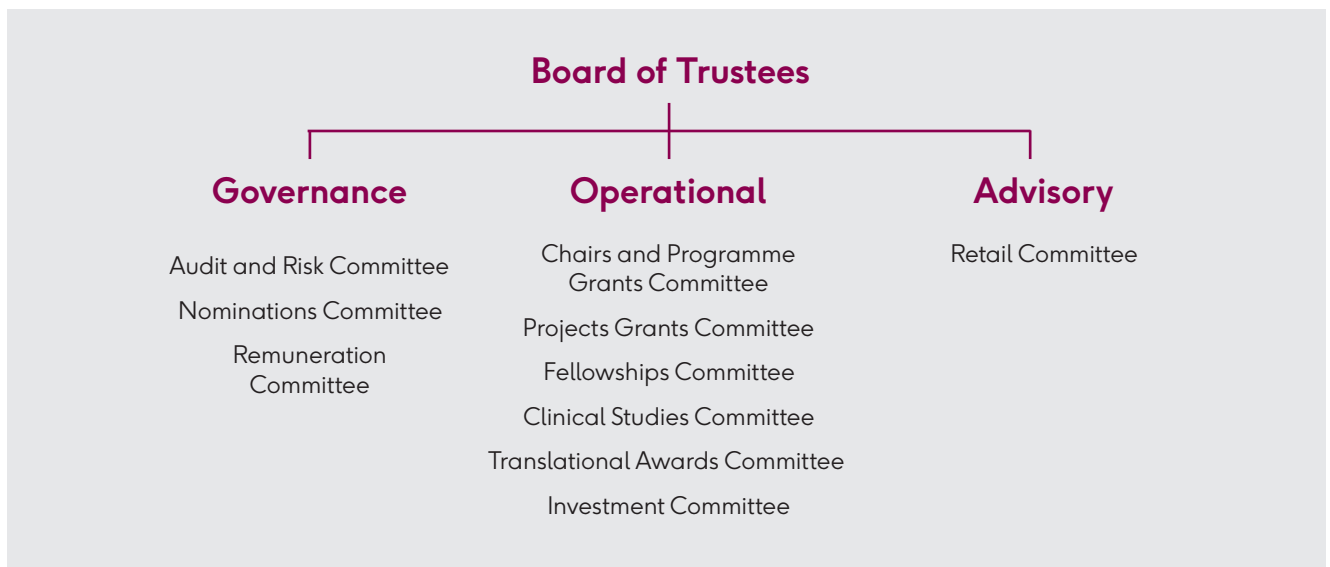 Board of Trustees
Governance
Audit and Risk Committee
Nominations Committee
Remuneration
Committee
Operational
Chairs and Programme
Grants Committee
Projects Grants Committee
Fellowships Committee
Clinical Studies Committee
Translational Awards Committee
Investment Committee
Advisory
Retail Committee